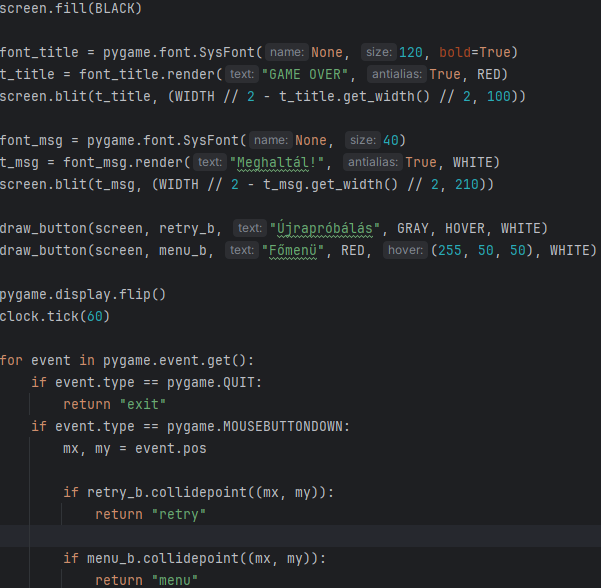 screen.fill(BLACK)
font_title = pygame.font.SysFont( name: None, size: 120, bold=True)
t_title = font_title.render( text: "GAME OVER", antialias: True, RED)
screen.blit(t_title, (WIDTH // 2 - t_title.get_width() // 2, 100))
font_msg = pygame.font.SysFont( name: None, size: 40)
t_msg = font_msg.render( text: "Meghaltál!", antialias: True, WHITE)
screen.blit(t_msg, (WIDTH // 2 - t_msg.get_width() // 2, 210))
draw_button(screen, retry_b, text: "Újrapróbálás", GRAY, HOVER, WHITE)
draw_button(screen, menu_b, text: "Főmenü", RED, hover: (255, 50, 50), WHITE)
pygame.display.flip()
clock.tick(60)
for event in pygame.event.get():
if event.type == pygame.QUIT:
return "exit"
if event.type == pygame.MOUSEBUTTONDOWN:
mx, my = event.pos
if retry_b.collidepoint((mx, my)):
return "retry"
if menu_b.collidepoint((mx, my)):
return "menu"